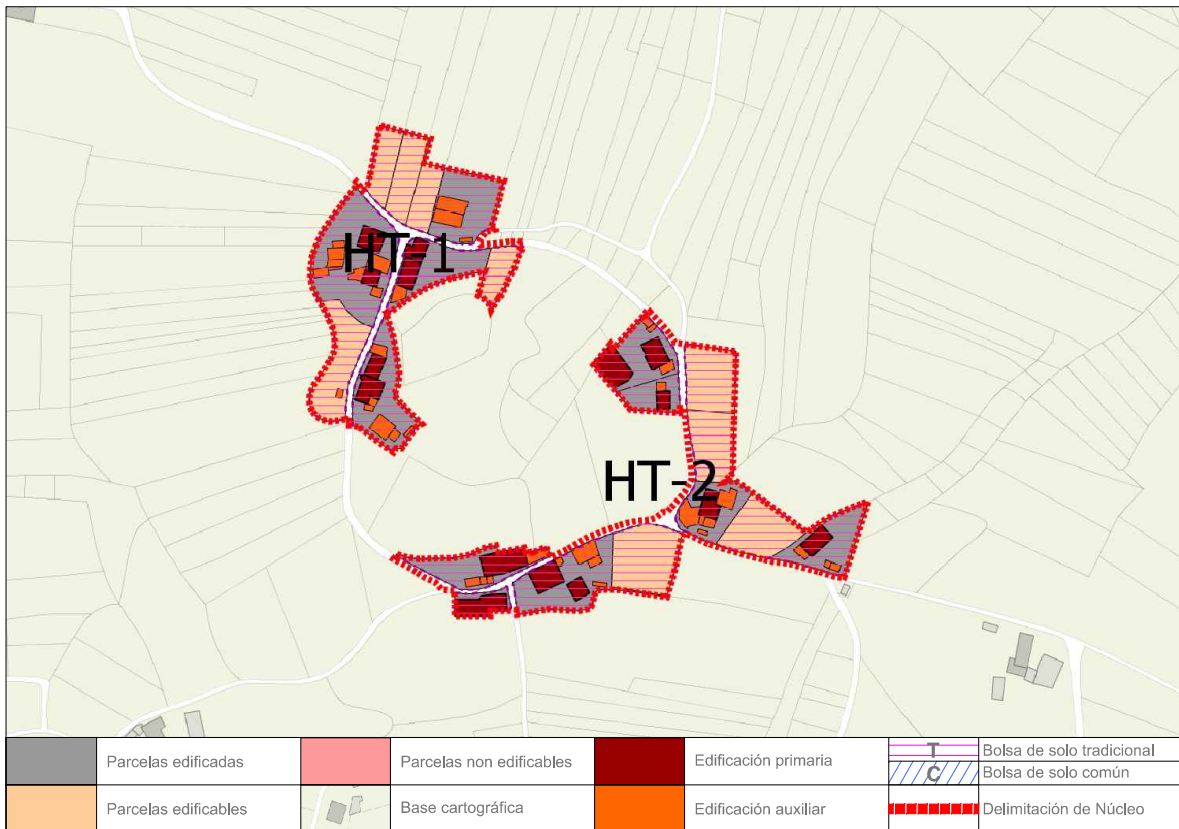 HT-1
HT-2
Parcelas edificadas
Parcelas non edificables
Edificación primaria
T
Bolsa de solo tradicional
C
Bolsa de solo común
Parcelas edificables
Base cartográfica
Edificación auxiliar
Delimitación de Núcleo